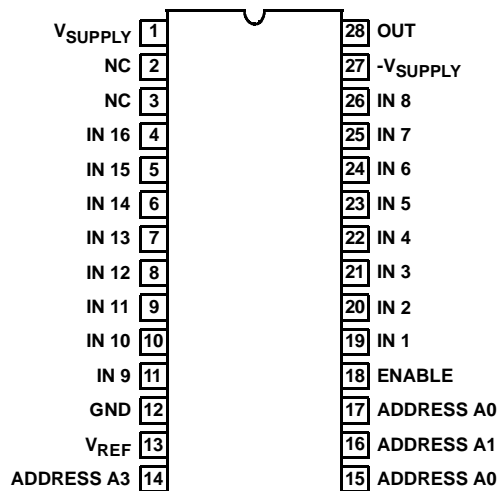 VSUPPLY 1 28 OUT
NC 2 27 -VSUPPLY
NC 3 26 IN 8
IN 16 4 25 IN 7
IN 15 5 24 IN 6
IN 14 6 23 IN 5
IN 13 7 22 IN 4
IN 12 8 21 IN 3
IN 11 9 20 IN 2
IN 10 10 19 IN 1
IN 9 11 18 ENABLE
GND 12 17 ADDRESS A0
VREF 13 16 ADDRESS A1
ADDRESS A3 14 15 ADDRESS A0